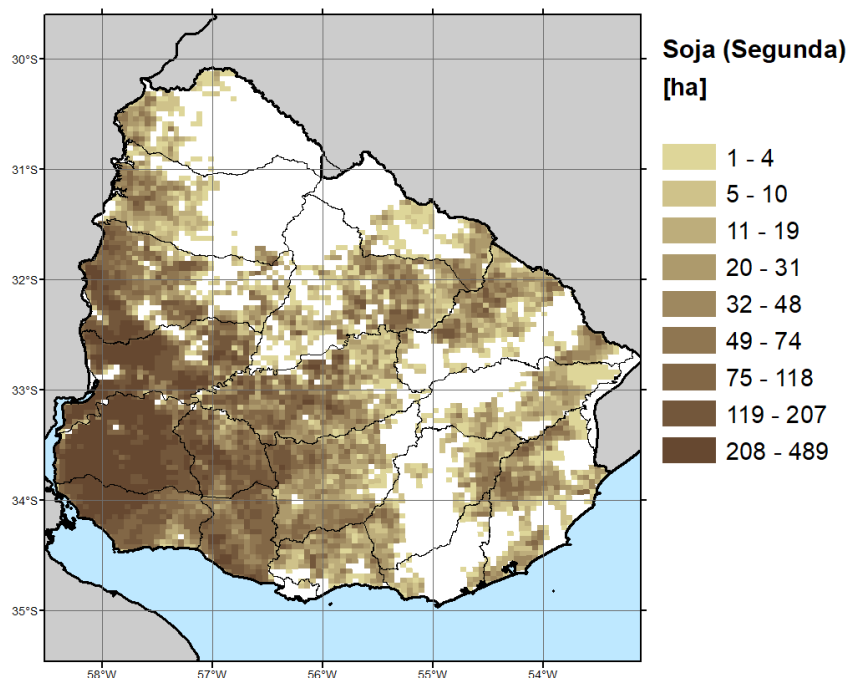 Soja (Segunda)
[ha]
1 - 4
5 - 10
11 - 19
20 - 31
32 - 48
49 - 74
75 - 118
119 - 207
208 - 489
30°S
31°S
32°S
33°S
34°S
35°S
58°W
57°W
56°W
55°W
54°W